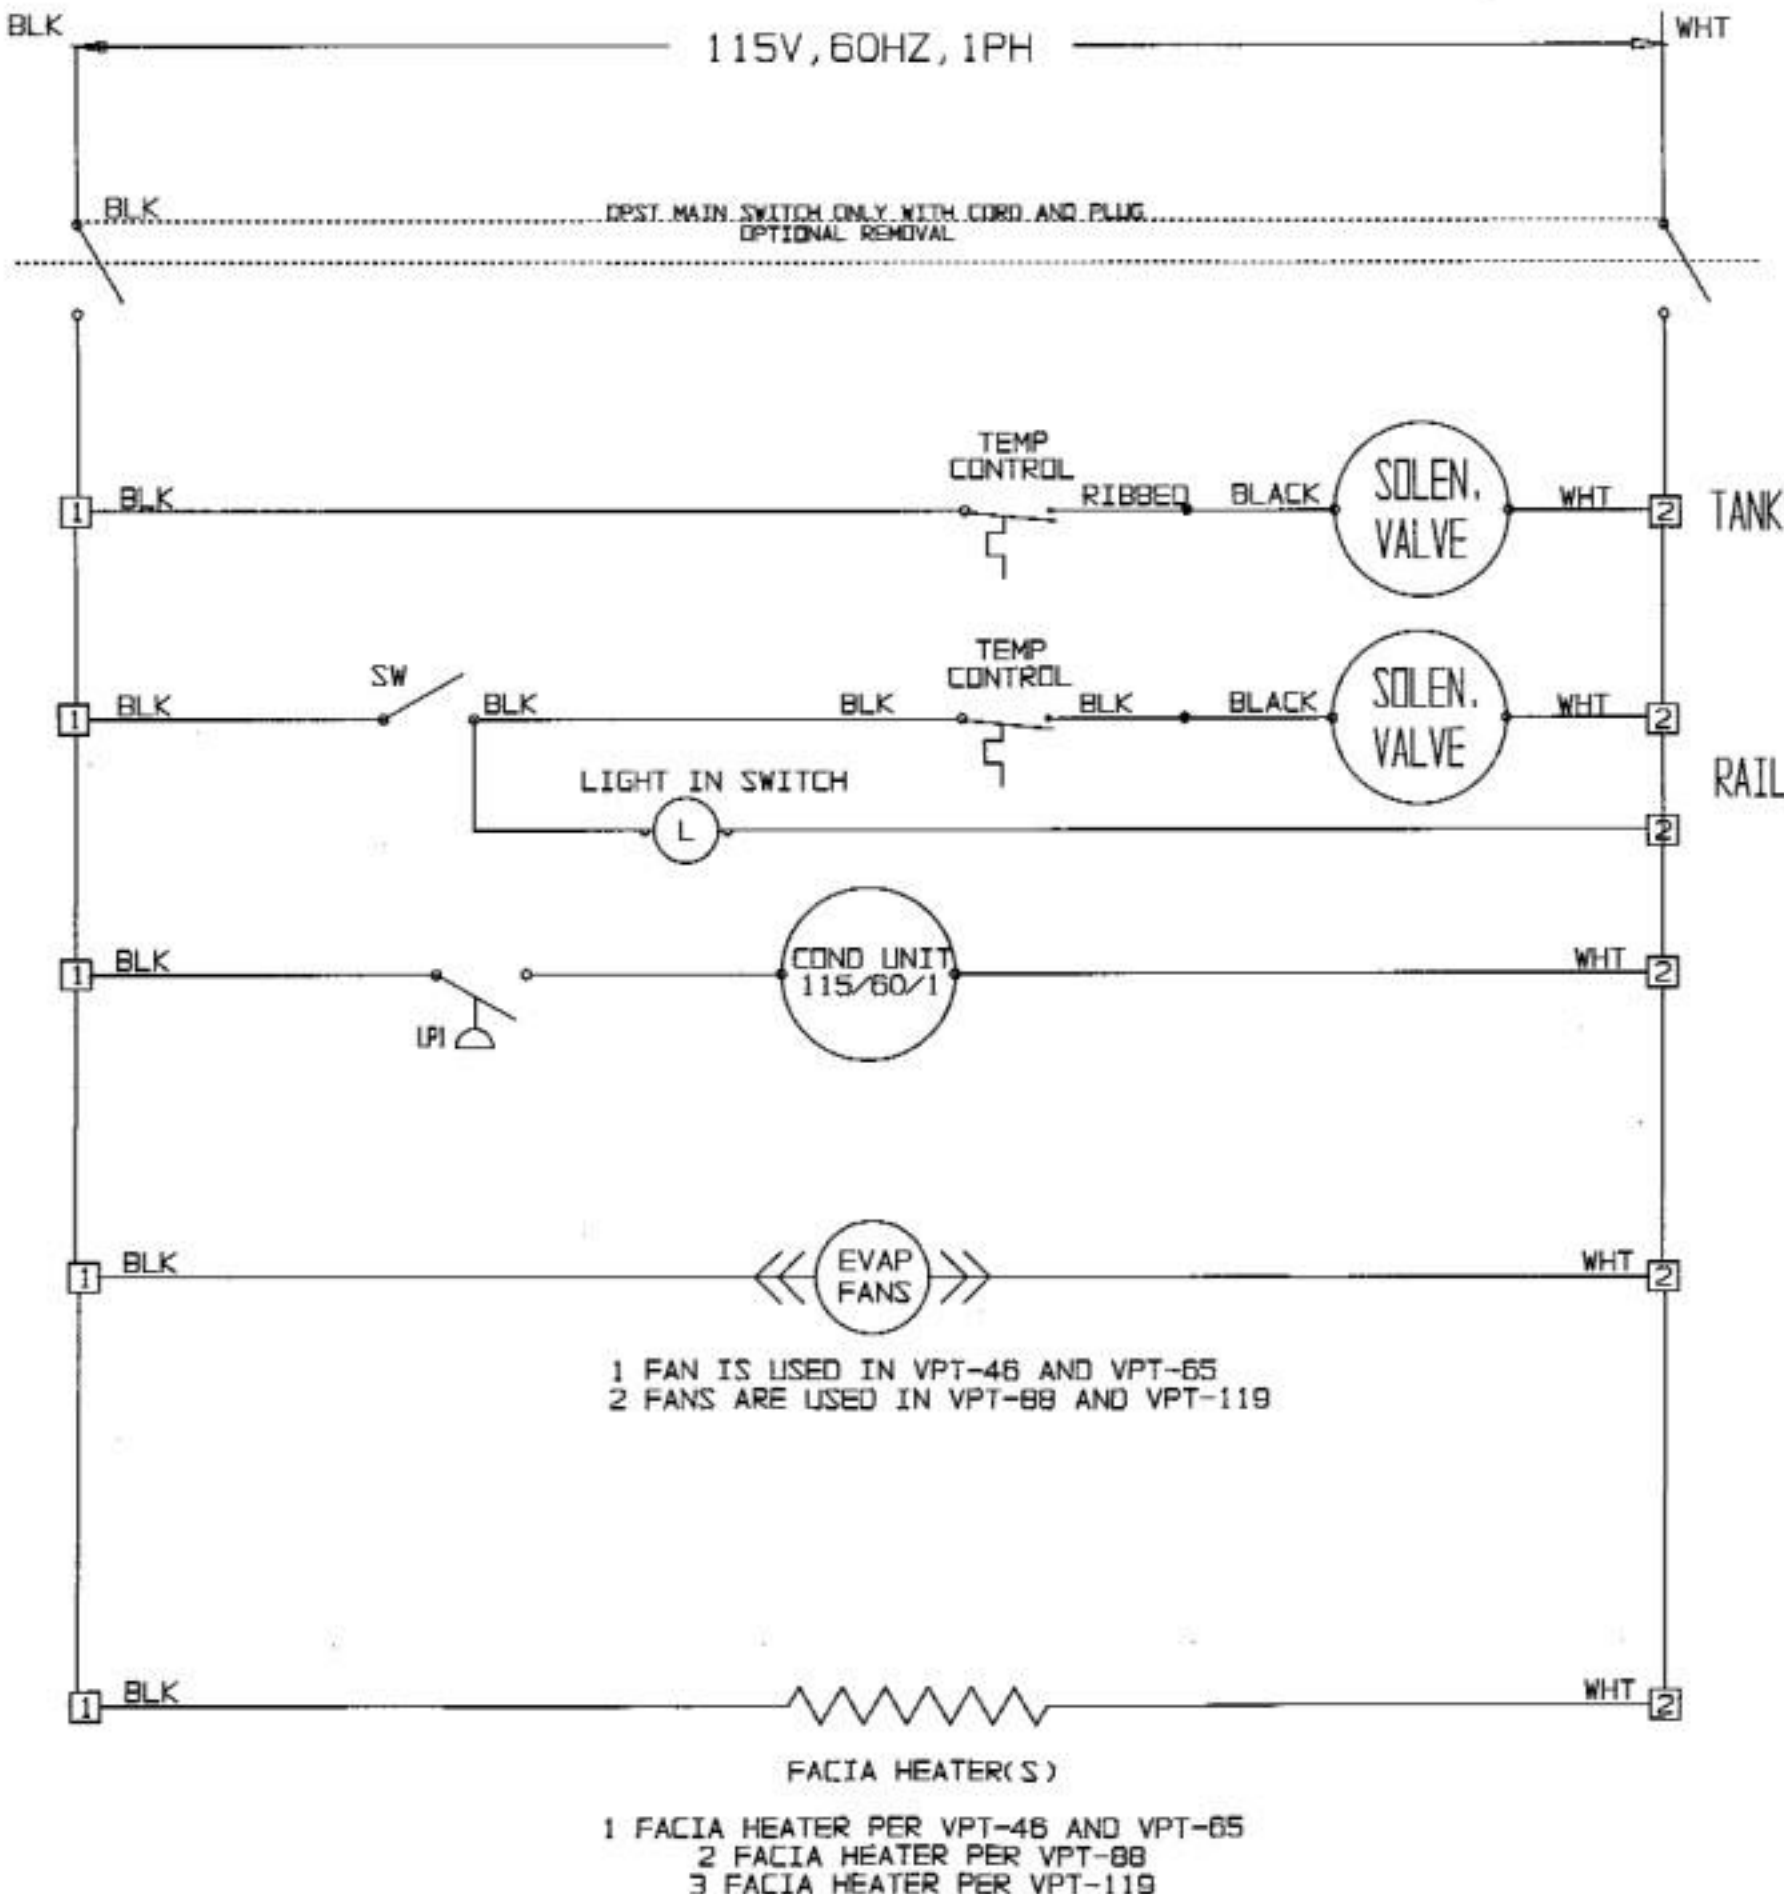 BLK
115V,60HZ,1PH
WHT
BLK
DPST MAIN SWITCH ONLY WITH CORD AND PLUG
OPTIONAL REMOVAL
TEMP
CONTROL
1
BLK
RIBBED
BLACK
SOLEN.
VALVE
WHT
2
TANK
TEMP
CONTROL
1
BLK
SW
BLK
BLK
BLK
BLACK
SOLEN.
VALVE
WHT
2
RAIL
LIGHT IN SWITCH
L
2
1
BLK
LP1
COND UNIT
115/60/1
WHT
2
1
BLK
EVAP
FANS
WHT
2
1 FAN IS USED IN VPT-46 AND VPT-65
2 FANS ARE USED IN VPT-88 AND VPT-119
1
BLK
WHT
2
FACIA HEATER(S)
1 FACIA HEATER PER VPT-46 AND VPT-65
2 FACIA HEATER PER VPT-88
3 FACIA HEATER PER VPT-119